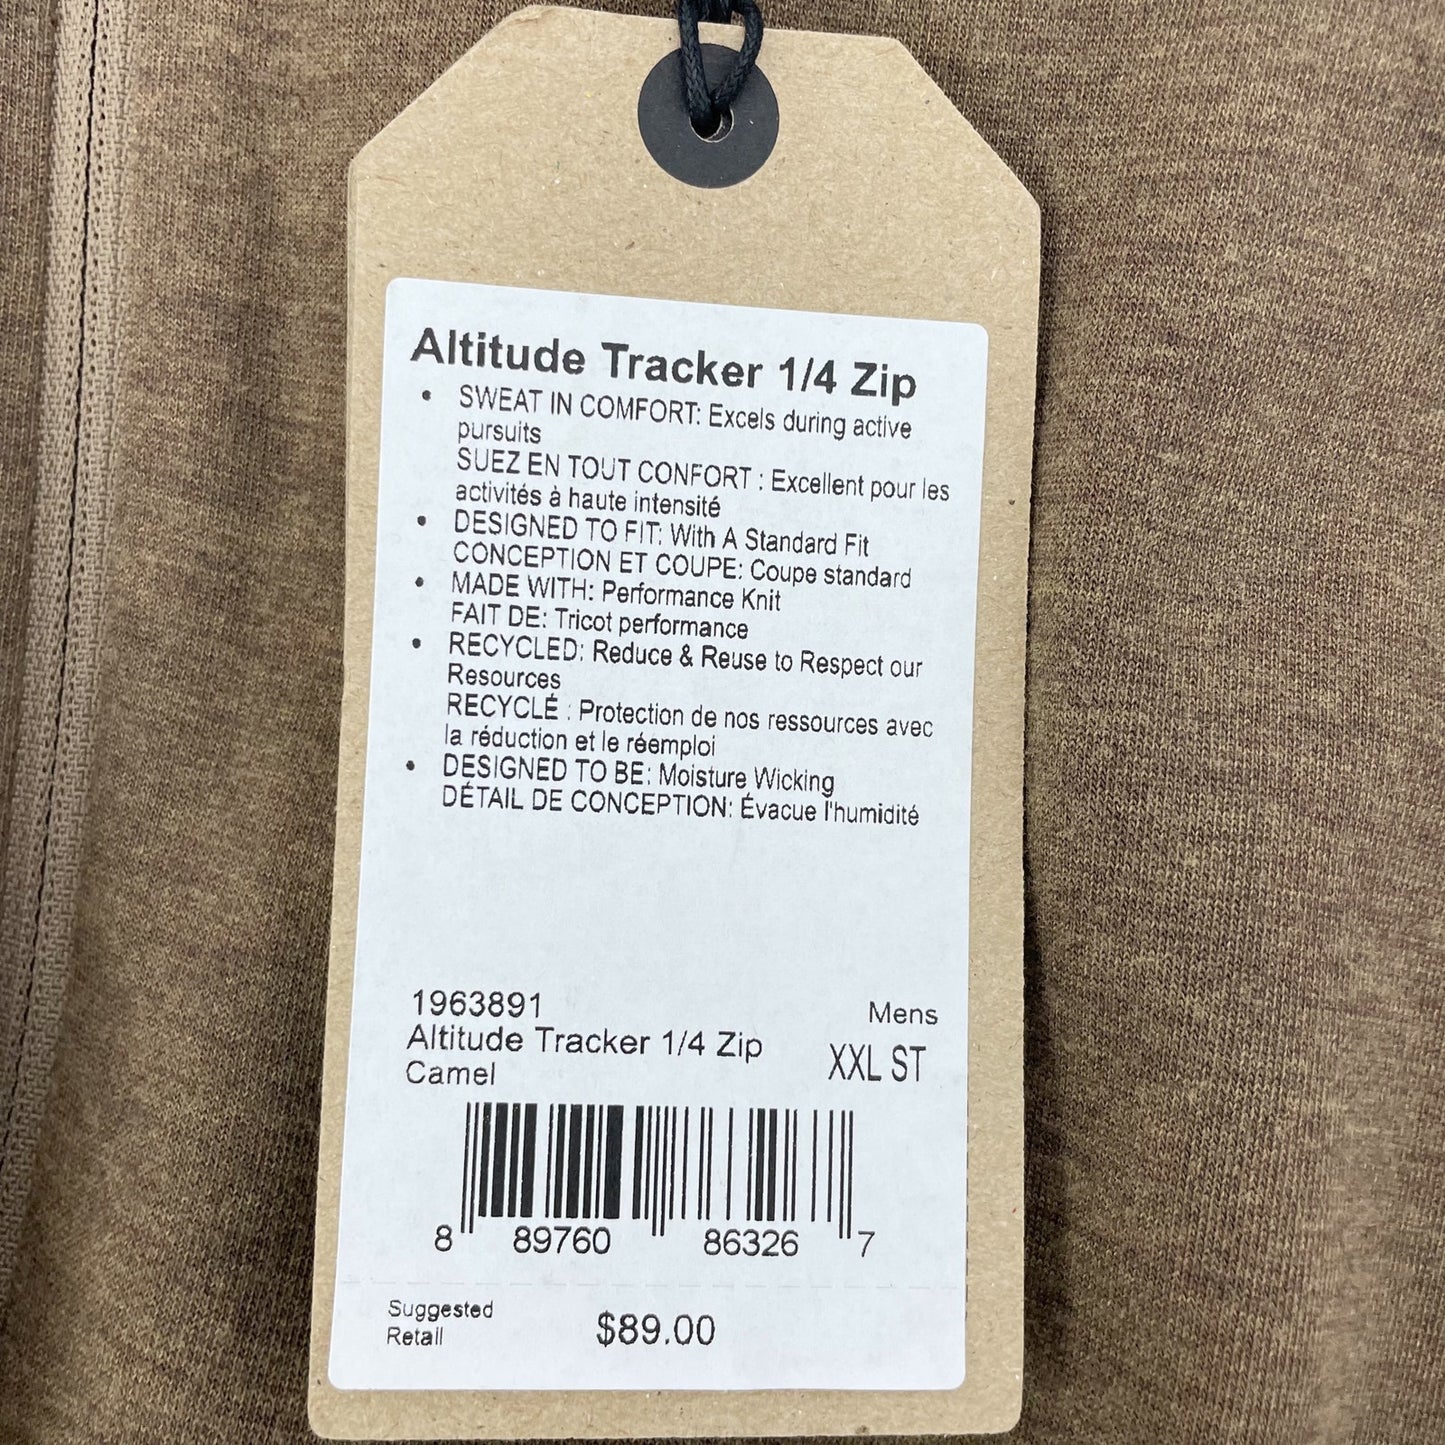 Altitude Tracker 1/4 Zip
• SWEAT IN COMFORT: Excels during active
pursuits
SUEZ EN TOUT CONFORT : Excellent pour les
activités à haute intensité
• DESIGNED TO FIT: With A Standard Fit
CONCEPTION ET COUPE: Coupe standard
• MADE WITH: Performance Knit
FAIT DE: Tricot performance
• RECYCLED: Reduce & Reuse to Respect our
Resources
RECYCLÉ : Protection de nos ressources avec
la réduction et le réemploi
• DESIGNED TO BE: Moisture Wicking
DÉTAIL DE CONCEPTION: Évacue l'humidité
1963891 Mens
Altitude Tracker 1/4 Zip XXL ST
Camel
8 89760 86326 7
Suggested
Retail $89.00